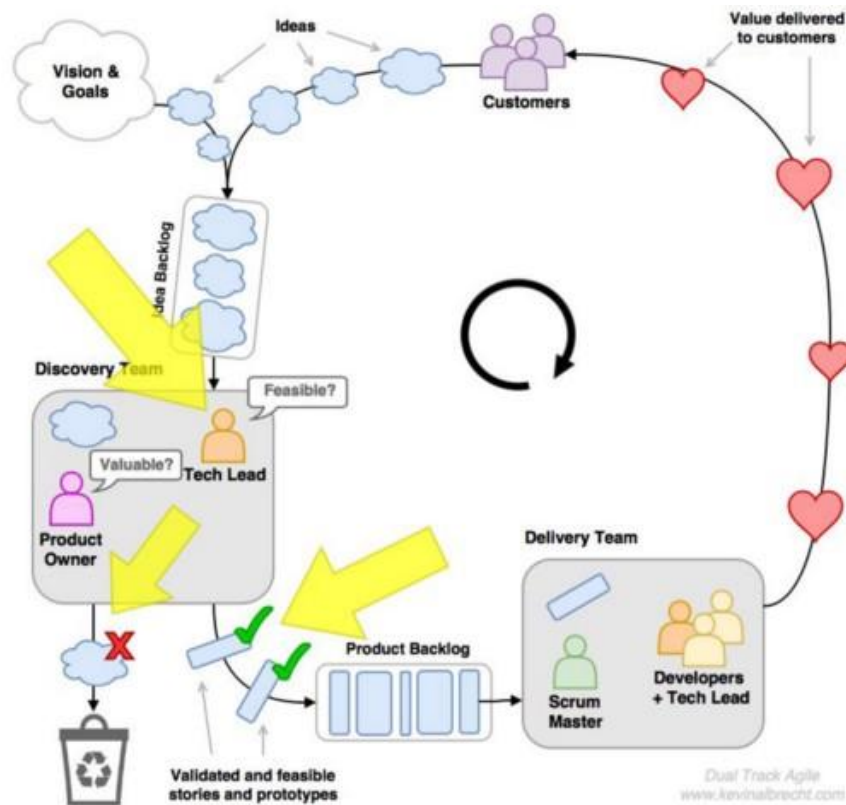 Ideas
Value delivered
to customers
Vision &
Goals
Customers
Idea Backlog
Discovery Team
Feasible?
Valuable?
Tech Lead
Product
Owner
Delivery Team
Product Backlog
Scrum
Master
Developers
+ Tech Lead
X
Validated and feasible
stories and prototypes
Dual Track Agile
www.kevinalbrecht.com